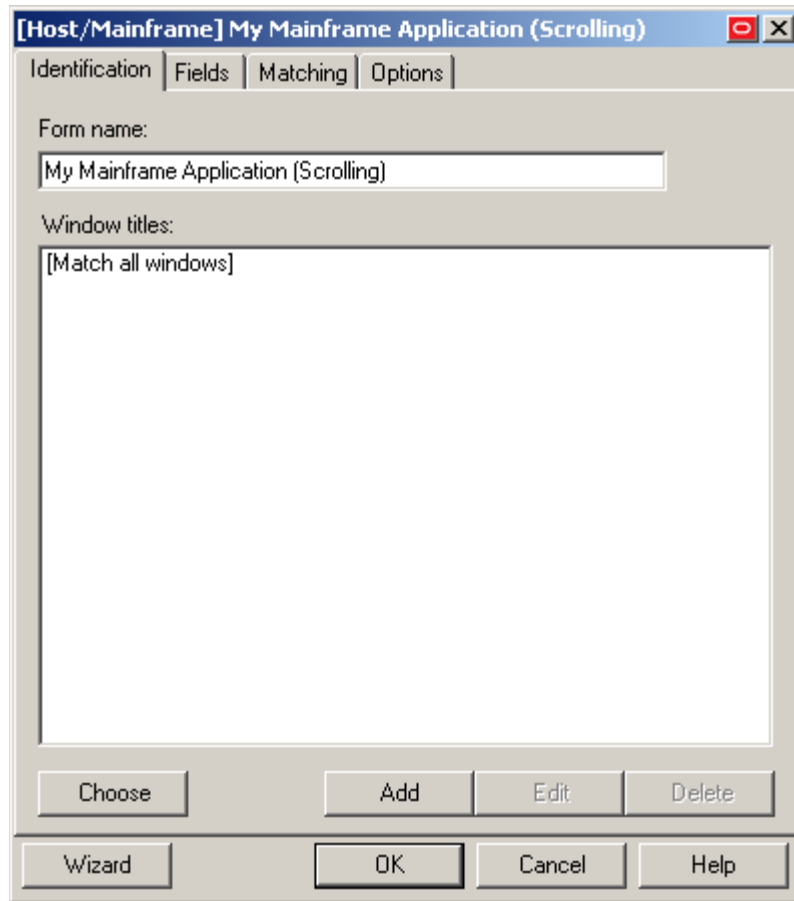 [Host/Mainframe] My Mainframe Application (Scrolling)
Identification Fields Matching Options
Form name:
My Mainframe Application (Scrolling)
Window titles:
[Match all windows]
Choose Add Edit Delete
Wizard OK Cancel Help